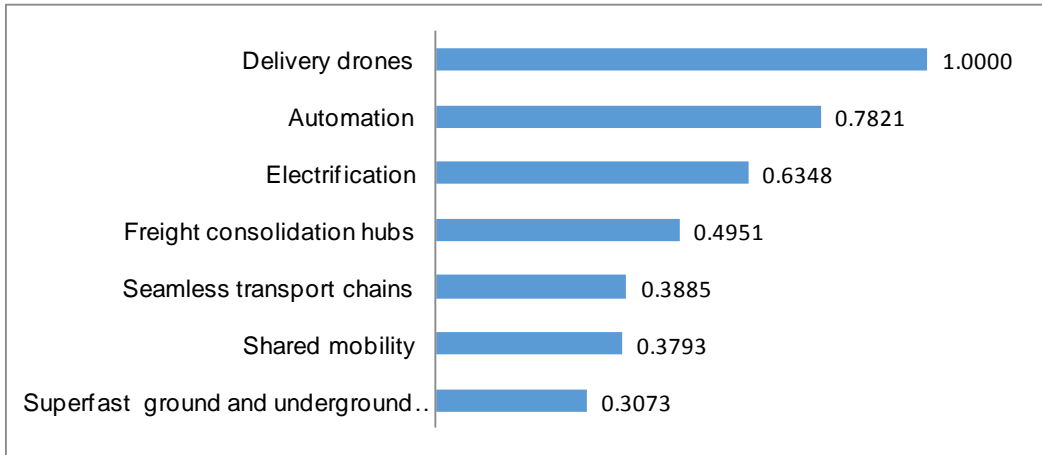 Delivery drones 1.0000
Automation 0.7821
Electrification 0.6348
Freight consolidation hubs 0.4951
Seamless transport chains 0.3885
Shared mobility 0.3793
Superfast ground and underground.. 0.3073